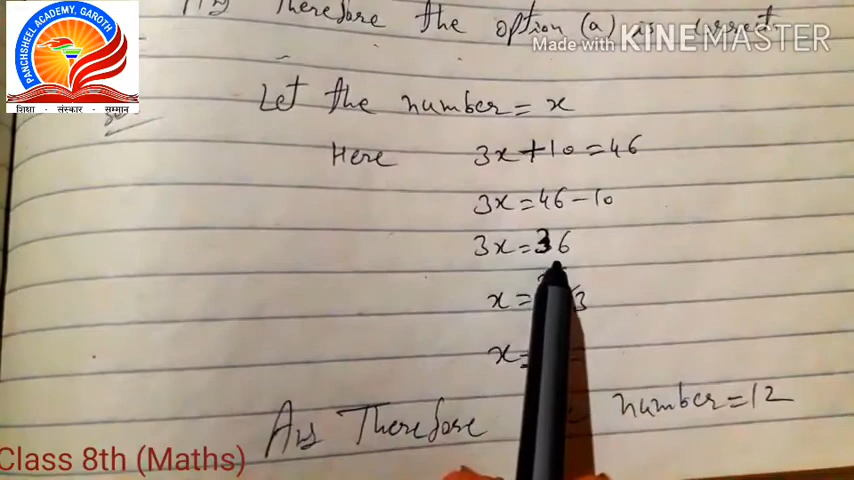 Therefore the option (a) is correct.
Made with KINEMASTER
PANCHSHEEL ACADEMY, GAROTH
शिक्षा • संस्कार • सम्मान
Let the number = x
Here 3x + 10 = 46
3x = 46 - 10
3x = 36
x =
x =
Ans Therefore number = 12
Class 8th (Maths)